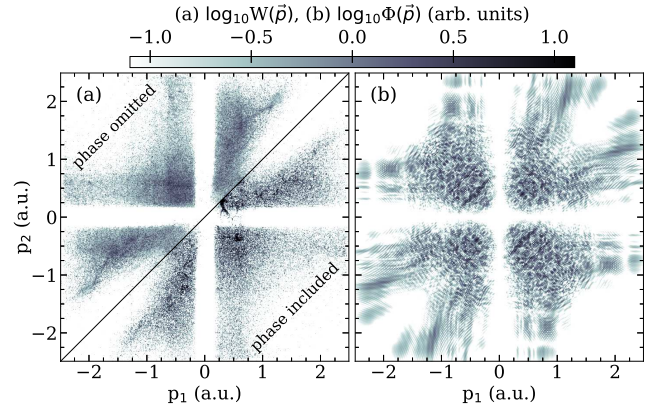 (a) log₁₀W(p⃗), (b) log₁₀Φ(p⃗) (arb. units)
−1.0 −0.5 0.0 0.5 1.0
(a) (b)
phase omitted
phase included
2
1
0
−1
−2
p₂ (a.u.)
−2 −1 0 1 2 −2 −1 0 1 2
p₁ (a.u.) p₁ (a.u.)